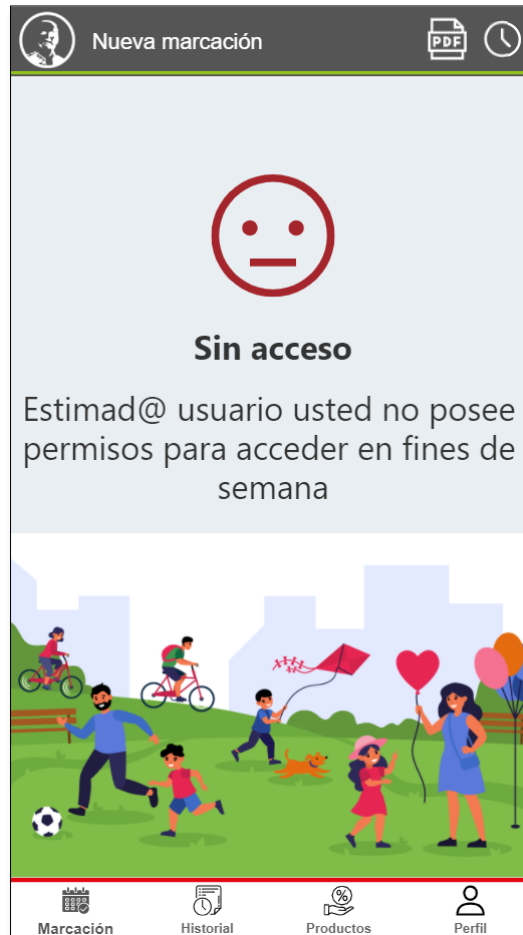 Nueva marcación
PDF
Sin acceso
Estimad@ usuario usted no posee
permisos para acceder en fines de
semana
Marcación
Historial
Productos
Perfil